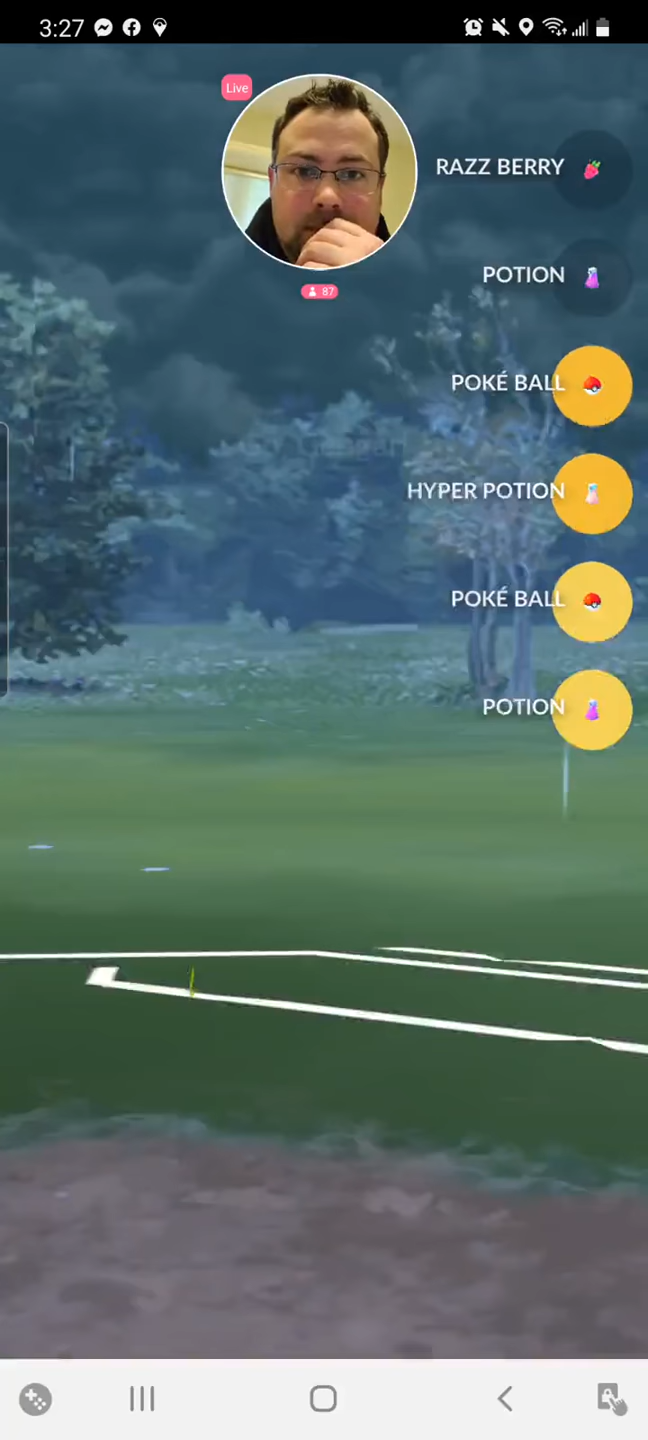 3:27
Live
87
RAZZ BERRY
POTION
POKÉ BALL
HYPER POTION
POKÉ BALL
POTION